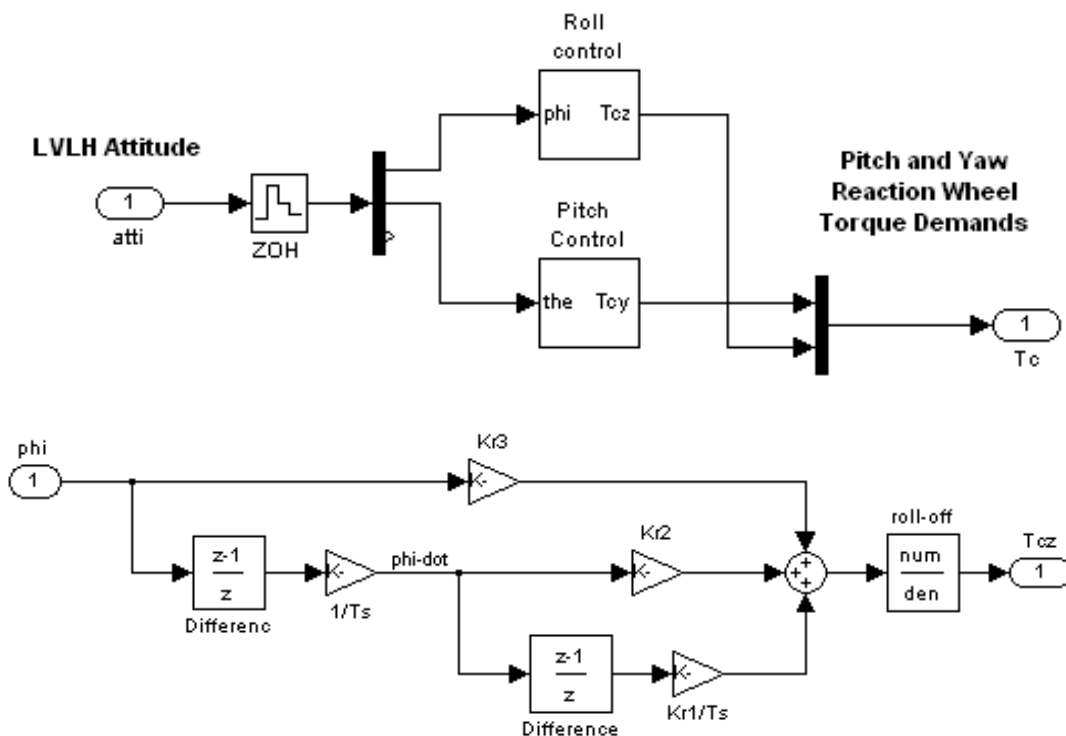 Roll
control
phi
Tcz
LVLH Attitude
1
atti
ZOH
Pitch
Control
the
Tcy
Pitch and Yaw
Reaction Wheel
Torque Demands
1
Tc
phi
1
Kr3
z-1
z
Differenc
K-
K-
1/Ts
phi-dot
Kr2
K-
z-1
z
Difference
K-
Kr1/Ts
+
+
+
roll-off
num
den
Tcz
1